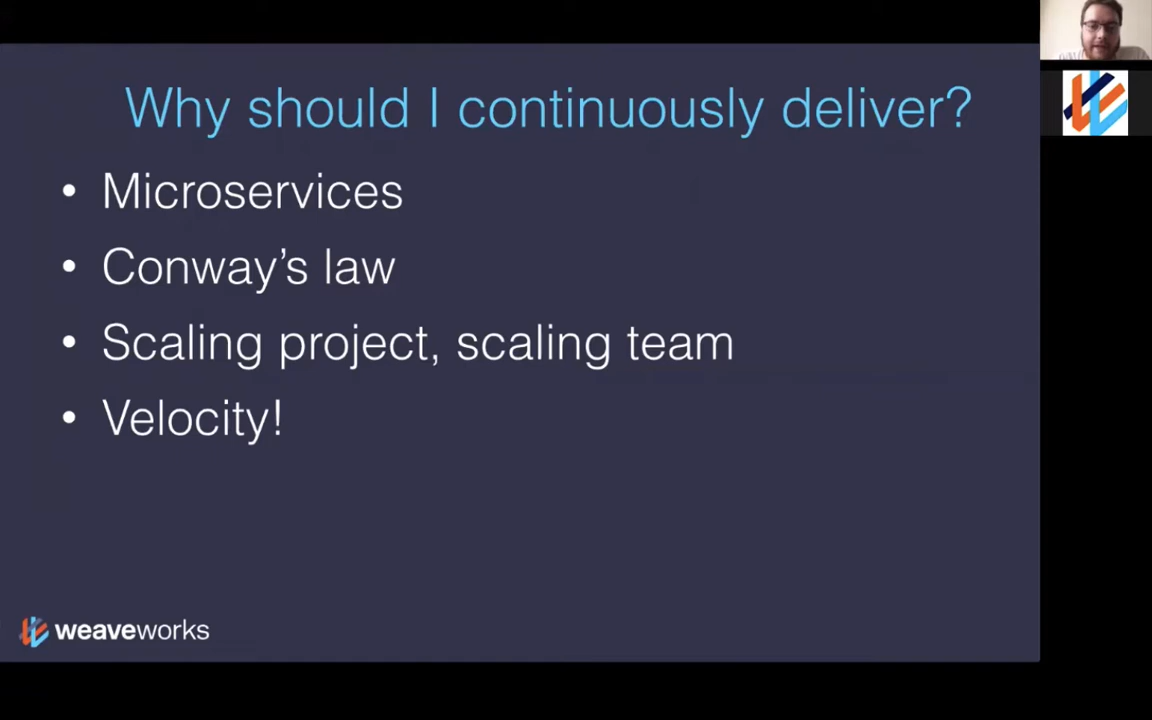 Why should I continuously deliver?
• Microservices
• Conway’s law
• Scaling project, scaling team
• Velocity!
weaveworks